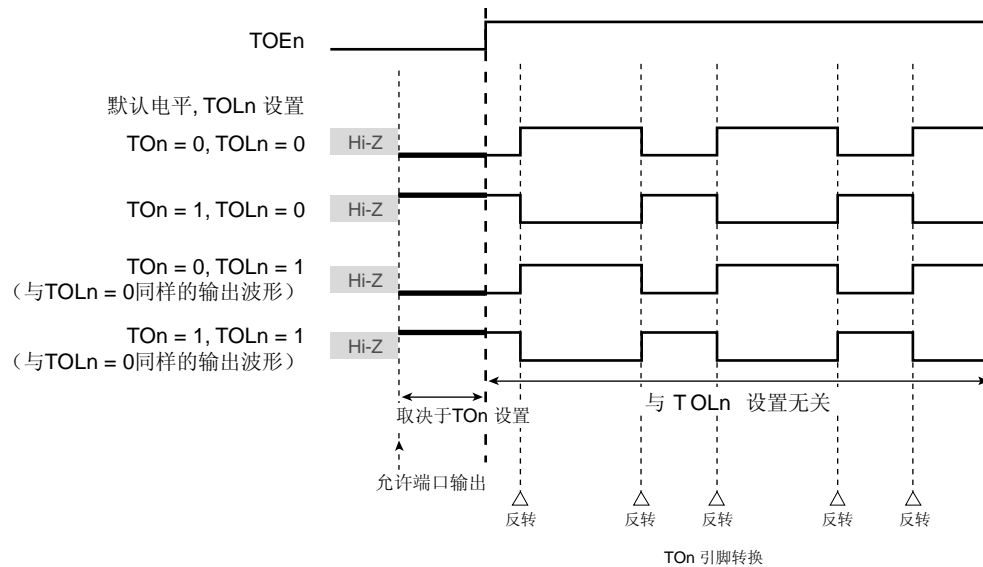 TOEn
默认电平, TOLn 设置
TOn = 0, TOLn = 0
Hi-Z
TOn = 1, TOLn = 0
Hi-Z
TOn = 0, TOLn = 1
（与TOLn = 0同样的输出波形）
Hi-Z
TOn = 1, TOLn = 1
（与TOLn = 0同样的输出波形）
Hi-Z
取决于TOn 设置
与 TOLn 设置无关
允许端口输出
反转
反转
反转
反转
反转
TOn 引脚转换